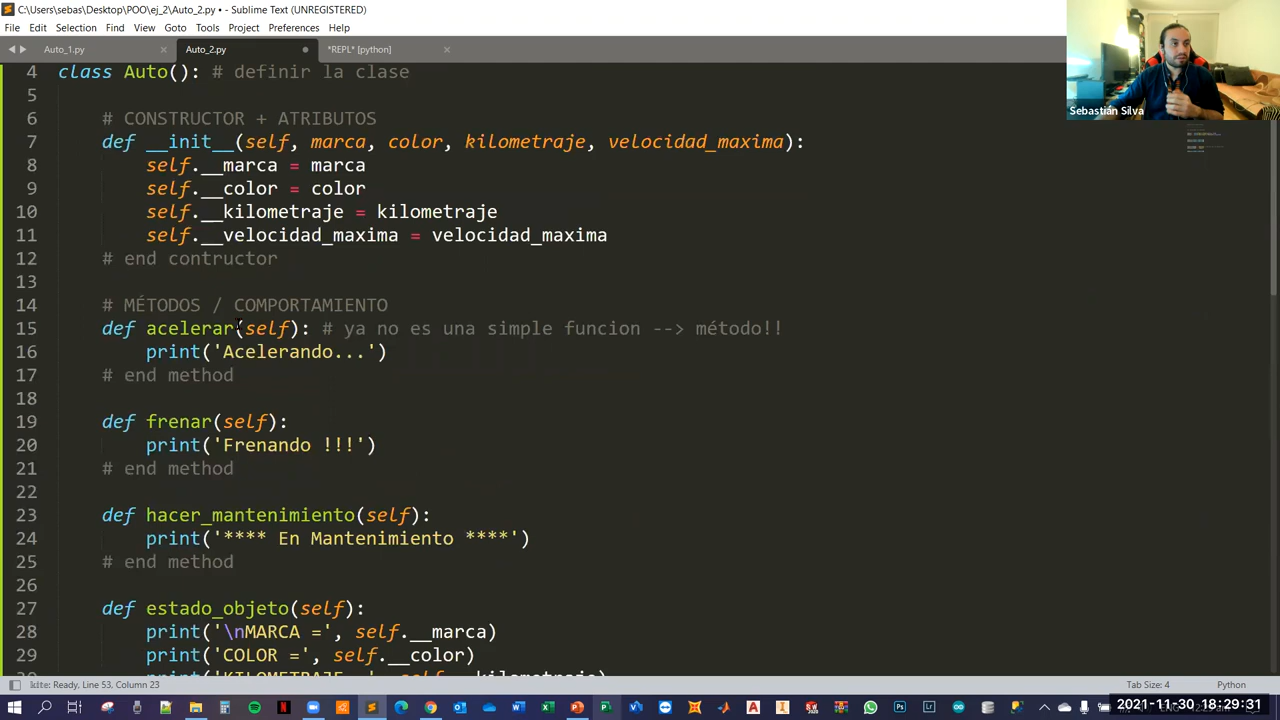 C:\Users\sebas\Desktop\POO\ej_2\Auto_2.py • - Sublime Text (UNREGISTERED)
File Edit Selection Find View Goto Tools Project Preferences Help
Auto_1.py Auto_2.py *REPL* [python]
Sebastián Silva
4 class Auto(): # definir la clase
5
6 # CONSTRUCTOR + ATRIBUTOS
7 def __init__(self, marca, color, kilometraje, velocidad_maxima):
8 self.__marca = marca
9 self.__color = color
10 self.__kilometraje = kilometraje
11 self.__velocidad_maxima = velocidad_maxima
12 # end contructor
13
14 # MÉTODOS / COMPORTAMIENTO
15 def acelerar(self): # ya no es una simple funcion --> método!!
16 print('Acelerando...')
17 # end method
18
19 def frenar(self):
20 print('Frenando !!!')
21 # end method
22
23 def hacer_mantenimiento(self):
24 print('**** En Mantenimiento ****')
25 # end method
26
27 def estado_objeto(self):
28 print('\nMARCA =', self.__marca)
29 print('COLOR =', self.__color)
Ready, Line 53, Column 23 Tab Size: 4 Python
2021-11-30 18:29:31